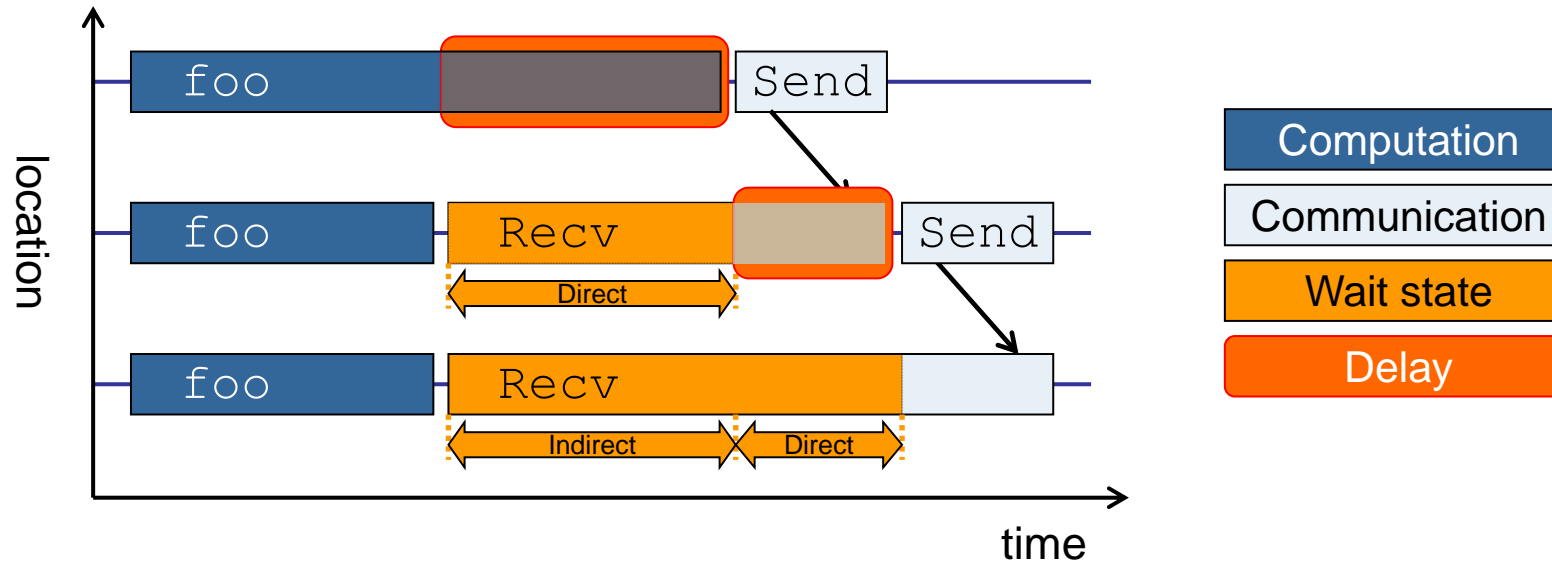 foo
Send
foo
Recv
Send
Direct
foo
Recv
Indirect
Direct
location
time
Computation
Communication
Wait state
Delay